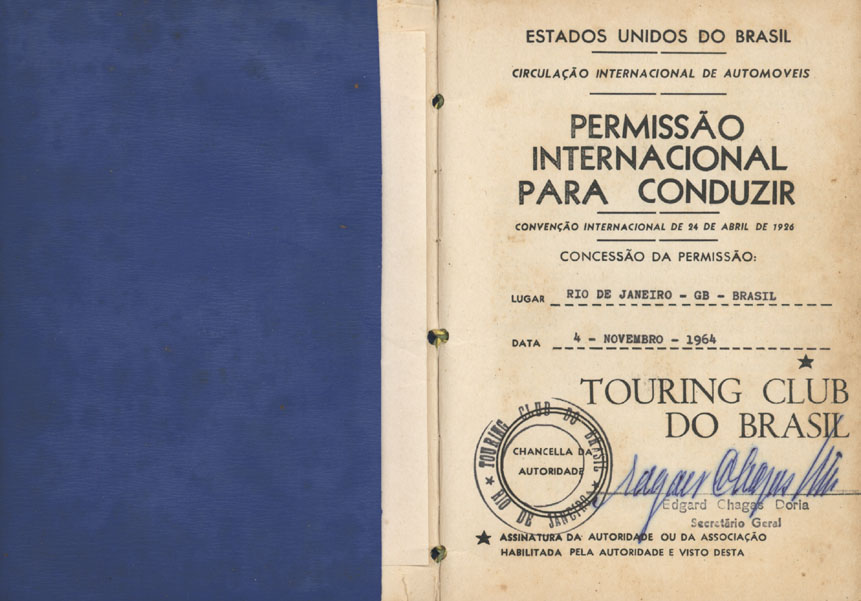 ESTADOS UNIDOS DO BRASIL
CIRCULAÇÃO INTERNACIONAL DE AUTOMOVEIS
PERMISSÃO
INTERNACIONAL
PARA CONDUZIR
CONVENÇÃO INTERNACIONAL DE 24 DE ABRIL DE 1926
CONCESSÃO DA PERMISSÃO:
LUGAR RIO DE JANEIRO - GB - BRASIL
DATA 4 - NOVEMBRO - 1964
TOURING CLUB
DO BRASIL
TOURING CLUB DO BRASIL
CHANCELLA DA
AUTORIDADE
RIO DE JANEIRO
Edgard Chagas Doria
Secretário Geral
ASSINATURA DA AUTORIDADE OU DA ASSOCIAÇÃO
HABILITADA PELA AUTORIDADE E VISTO DESTA